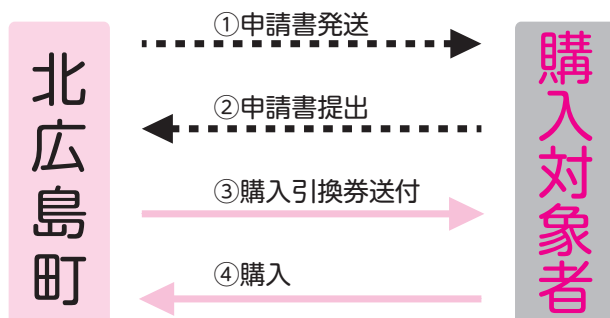 北広島町
①申請書発送
②申請書提出
③購入引換券送付
④購入
購入対象者